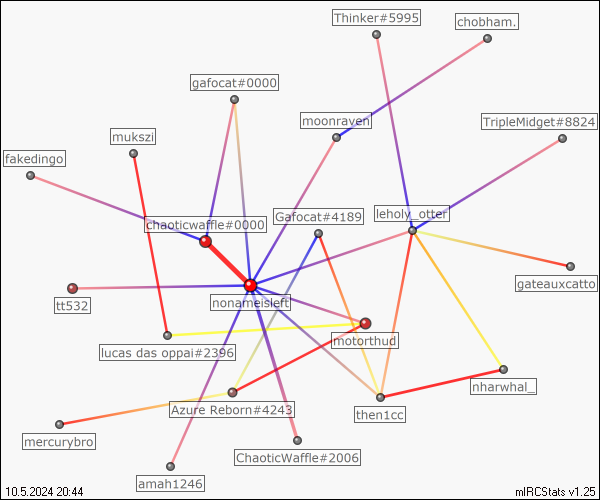 Thinker#5995
chobham.
gafocat#0000
moonraven
TripleMidget#8824
mukszi
fakedingo
chaoticwaffle#0000
Gafocat#4189
leholy_otter
gateauxcatto
nonameisleft
tt532
motorthud
lucas das oppai#2396
nharwhal_
Azure Reborn#4243
then1cc
mercurybro
ChaoticWaffle#2006
amah1246
10.5.2024 20:44
mIRCStats v1.25